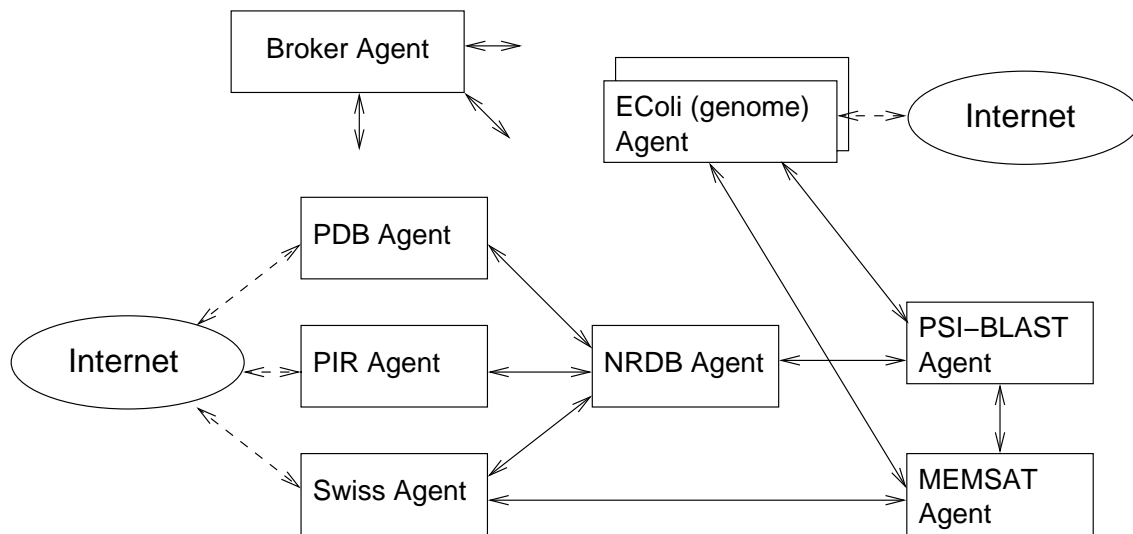 Broker Agent
EColi (genome)
Agent
Internet
PDB Agent
Internet
PIR Agent
NRDB Agent
PSI−BLAST
Agent
Swiss Agent
MEMSAT
Agent